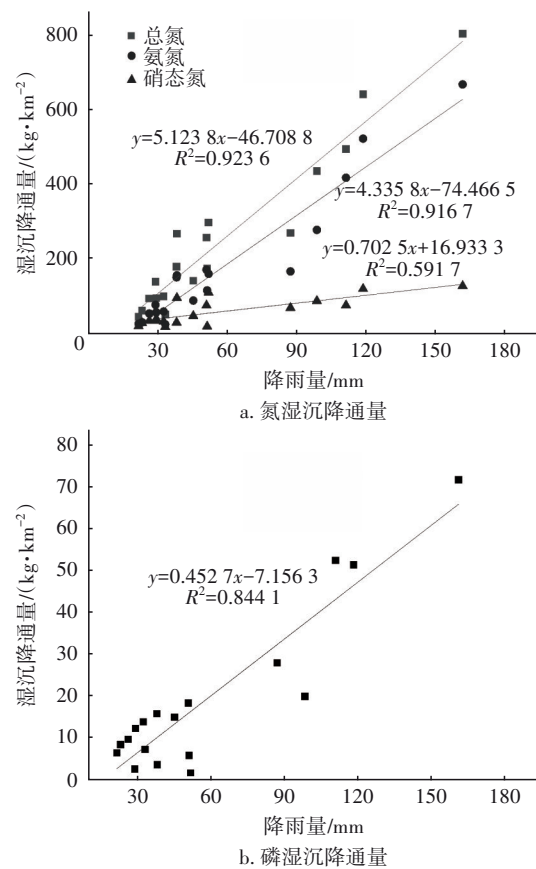 800
600
400
200
0
湿沉降通量/(kg·km⁻²)
总氮
氨氮
硝态氮
y=5.123 8x−46.708 8
R²=0.923 6
y=4.335 8x−74.466 5
R²=0.916 7
y=0.702 5x+16.933 3
R²=0.591 7
30 60 90 120 150 180
降雨量/mm
a. 氮湿沉降通量
80
70
60
50
40
30
20
10
0
湿沉降通量/(kg·km⁻²)
y=0.452 7x−7.156 3
R²=0.844 1
30 60 90 120 150 180
降雨量/mm
b. 磷湿沉降通量